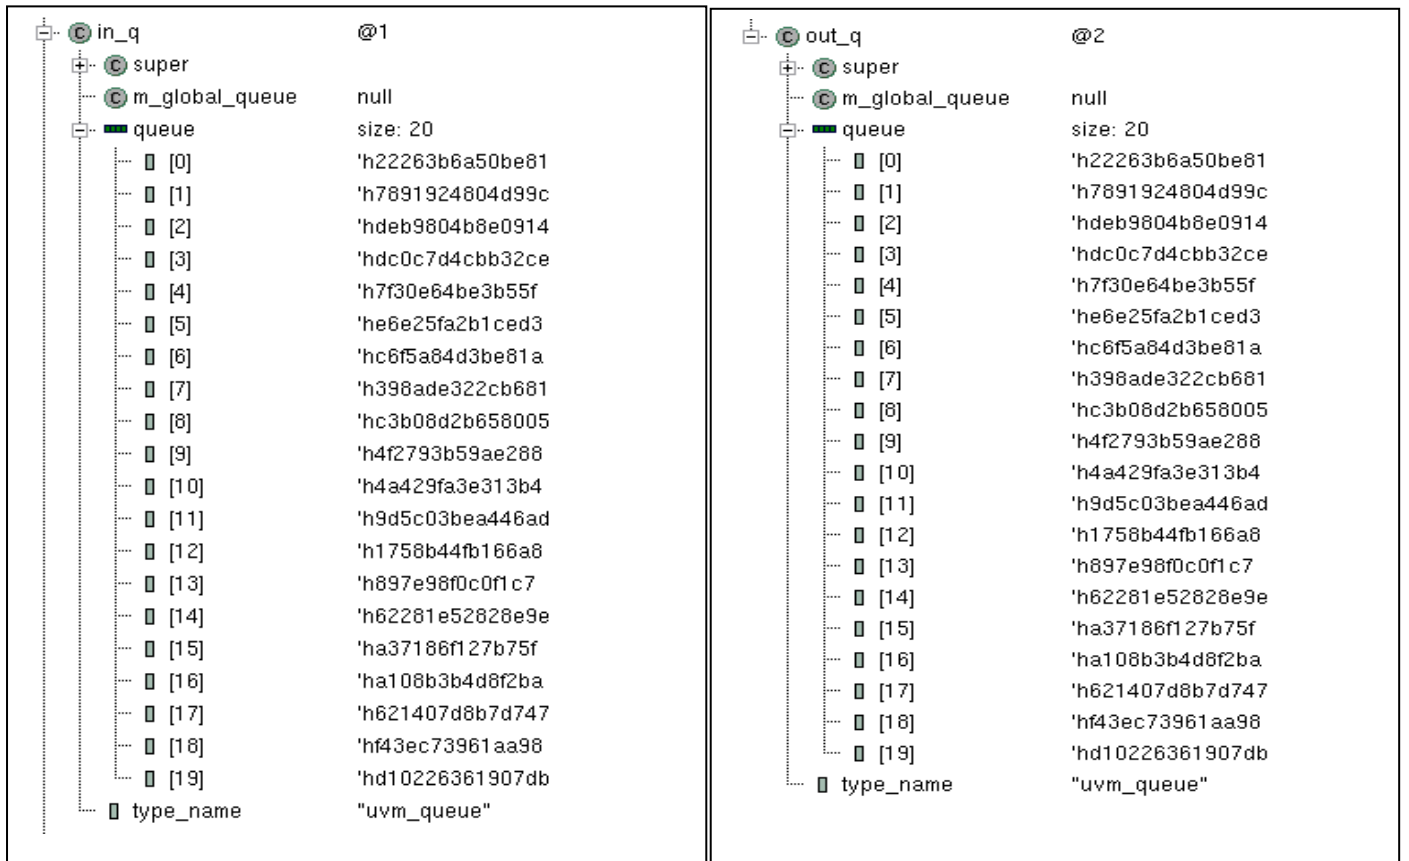 in_q @1
super
m_global_queue null
queue size: 20
[0] 'h22263b6a50be81
[1] 'h7891924804d99c
[2] 'hdeb9804b8e0914
[3] 'hdc0c7d4cbb32ce
[4] 'h7f30e64be3b55f
[5] 'he6e25fa2b1ced3
[6] 'hc6f5a84d3be81a
[7] 'h398ade322cb681
[8] 'hc3b08d2b658005
[9] 'h4f2793b59ae288
[10] 'h4a429fa3e313b4
[11] 'h9d5c03bea446ad
[12] 'h1758b44fb166a8
[13] 'h897e98f0c0f1c7
[14] 'h62281e52828e9e
[15] 'ha37186f127b75f
[16] 'ha108b3b4d8f2ba
[17] 'h621407d8b7d747
[18] 'hf43ec73961aa98
[19] 'hd10226361907db
type_name "uvm_queue"
out_q @2
super
m_global_queue null
queue size: 20
[0] 'h22263b6a50be81
[1] 'h7891924804d99c
[2] 'hdeb9804b8e0914
[3] 'hdc0c7d4cbb32ce
[4] 'h7f30e64be3b55f
[5] 'he6e25fa2b1ced3
[6] 'hc6f5a84d3be81a
[7] 'h398ade322cb681
[8] 'hc3b08d2b658005
[9] 'h4f2793b59ae288
[10] 'h4a429fa3e313b4
[11] 'h9d5c03bea446ad
[12] 'h1758b44fb166a8
[13] 'h897e98f0c0f1c7
[14] 'h62281e52828e9e
[15] 'ha37186f127b75f
[16] 'ha108b3b4d8f2ba
[17] 'h621407d8b7d747
[18] 'hf43ec73961aa98
[19] 'hd10226361907db
type_name "uvm_queue"